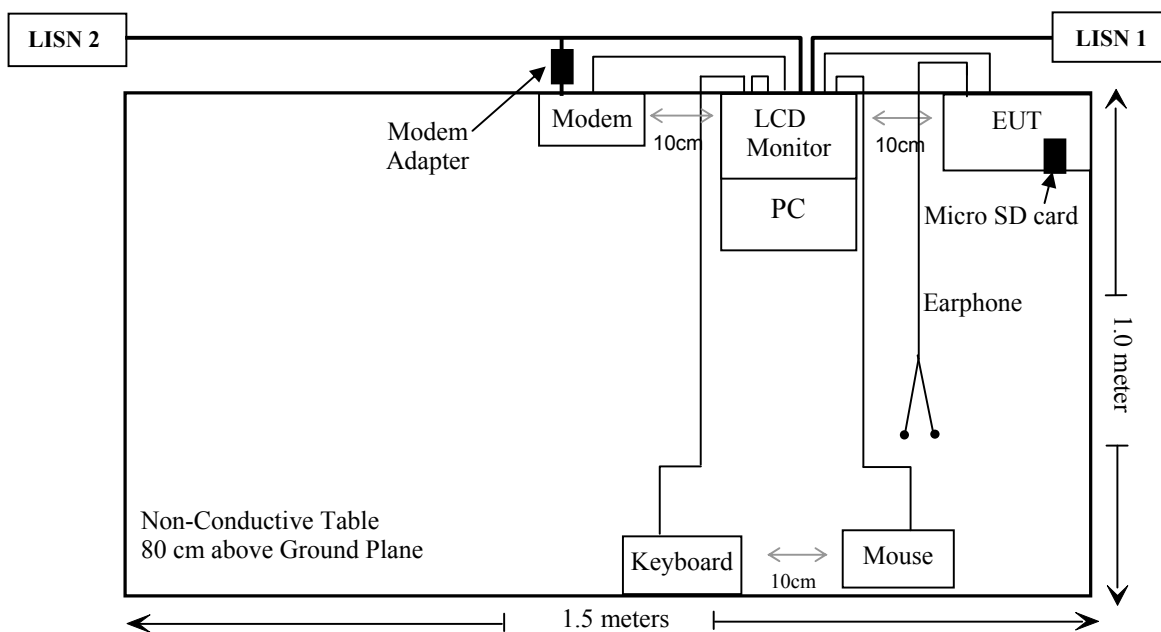 LISN 2
LISN 1
Modem
Adapter
Modem
10cm
LCD
Monitor
PC
10cm
EUT
Micro SD card
Earphone
1.0 meter
Non-Conductive Table
80 cm above Ground Plane
Keyboard
10cm
Mouse
1.5 meters